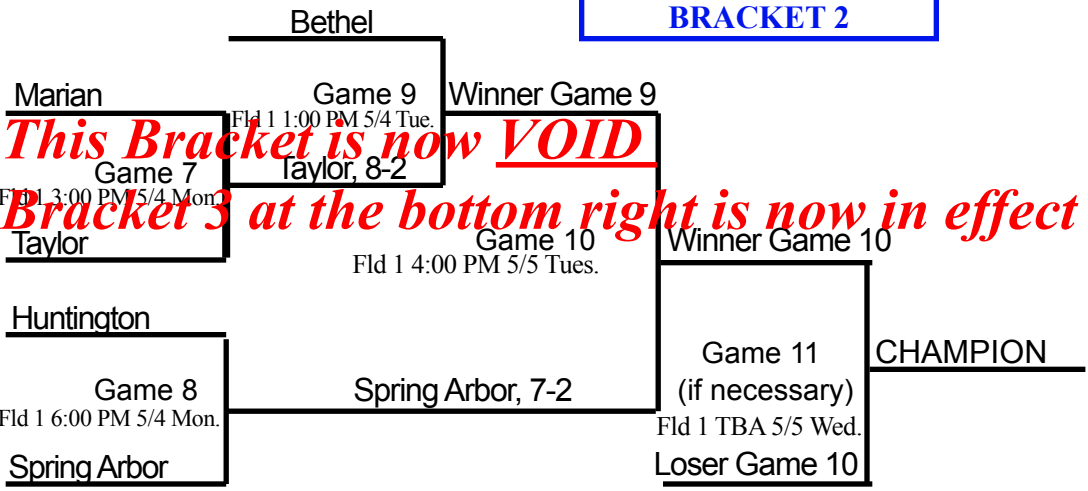 BRACKET 2
Bethel
Marian
Game 9
Winner Game 9
Fld 1 1:00 PM 5/4 Tue.
This Bracket is now VOID
Game 7
Taylor, 8-2
Fld 1 3:00 PM 5/4 Mon.
Bracket 3 at the bottom right is now in effect
Taylor
Game 10
Winner Game 10
Fld 1 4:00 PM 5/5 Tues.
Huntington
Game 11
CHAMPION
Game 8
Spring Arbor, 7-2
(if necessary)
Fld 1 6:00 PM 5/4 Mon.
Fld 1 TBA 5/5 Wed.
Spring Arbor
Loser Game 10